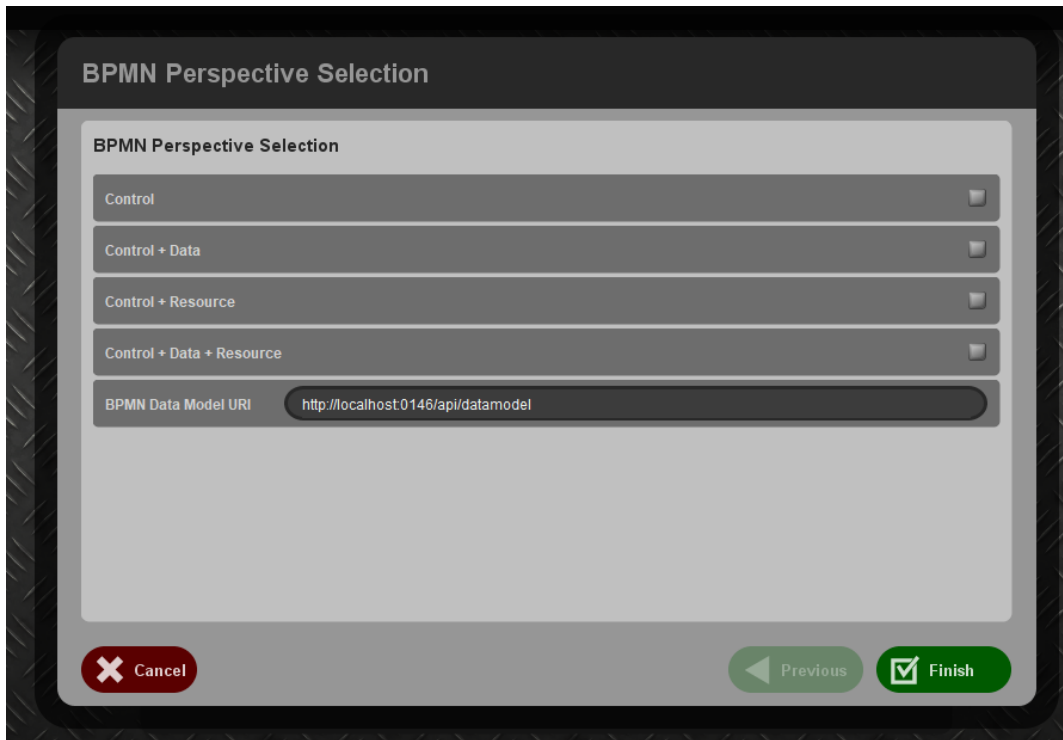 BPMN Perspective Selection
BPMN Perspective Selection
Control
Control + Data
Control + Resource
Control + Data + Resource
BPMN Data Model URI http://localhost:0146/api/datamodel
Cancel Previous Finish